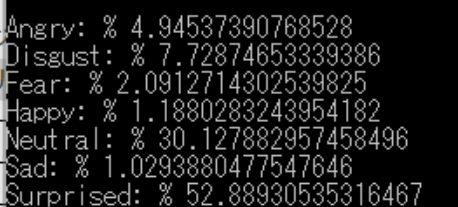 Angry: % 4.94537390768528
Disgust: % 7.72874653339386
Fear: % 2.0912714302539825
Happy: % 1.1880283243954182
Neutral: % 30.127882957458496
Sad: % 1.0293880477547646
Surprised: % 52.88930535316467